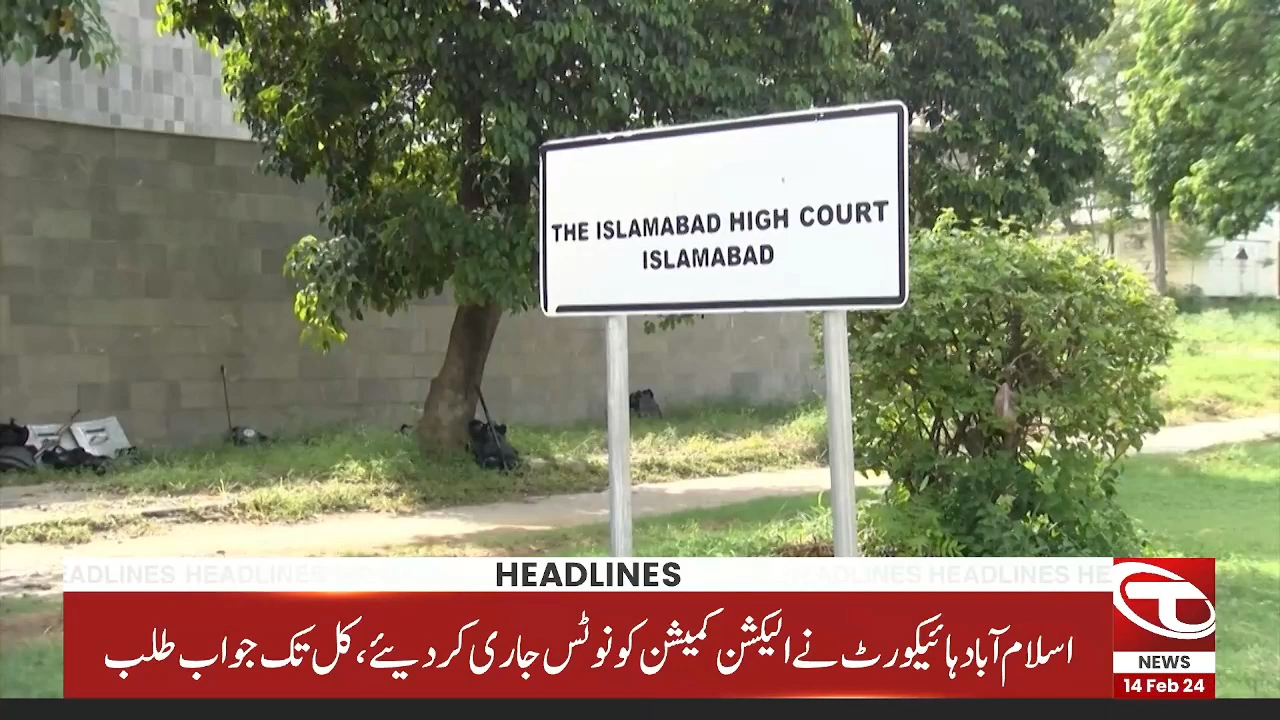 THE ISLAMABAD HIGH COURT
ISLAMABAD
HEADLINES
اسلام آباد ہائیکورٹ نے الیکشن کمیشن کو نوٹس جاری کر دیئے، کل تک جواب طلب
NEWS
14 Feb 24